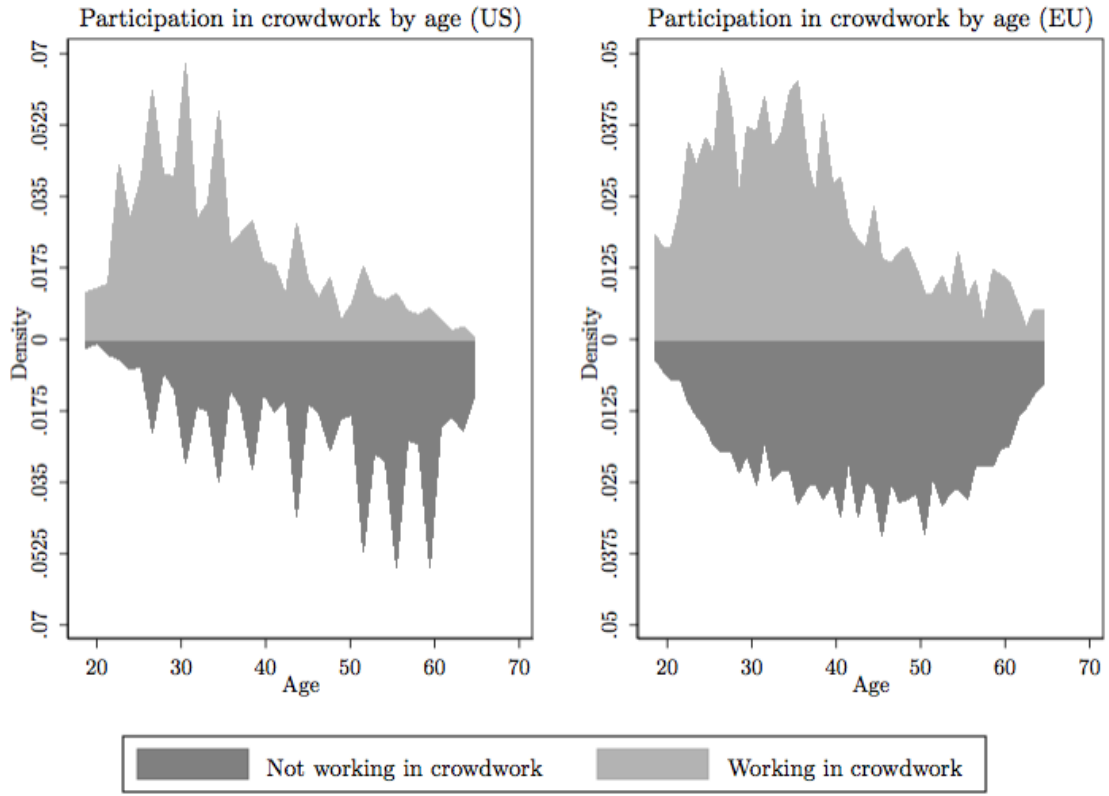 Participation in crowdwork by age (US)
.07
.0525
.035
.0175
0
.0175
.035
.0525
.07
Density
20 30 40 50 60 70
Age
Participation in crowdwork by age (EU)
.05
.0375
.025
.0125
0
.0125
.025
.0375
.05
Density
20 30 40 50 60 70
Age
Not working in crowdwork
Working in crowdwork